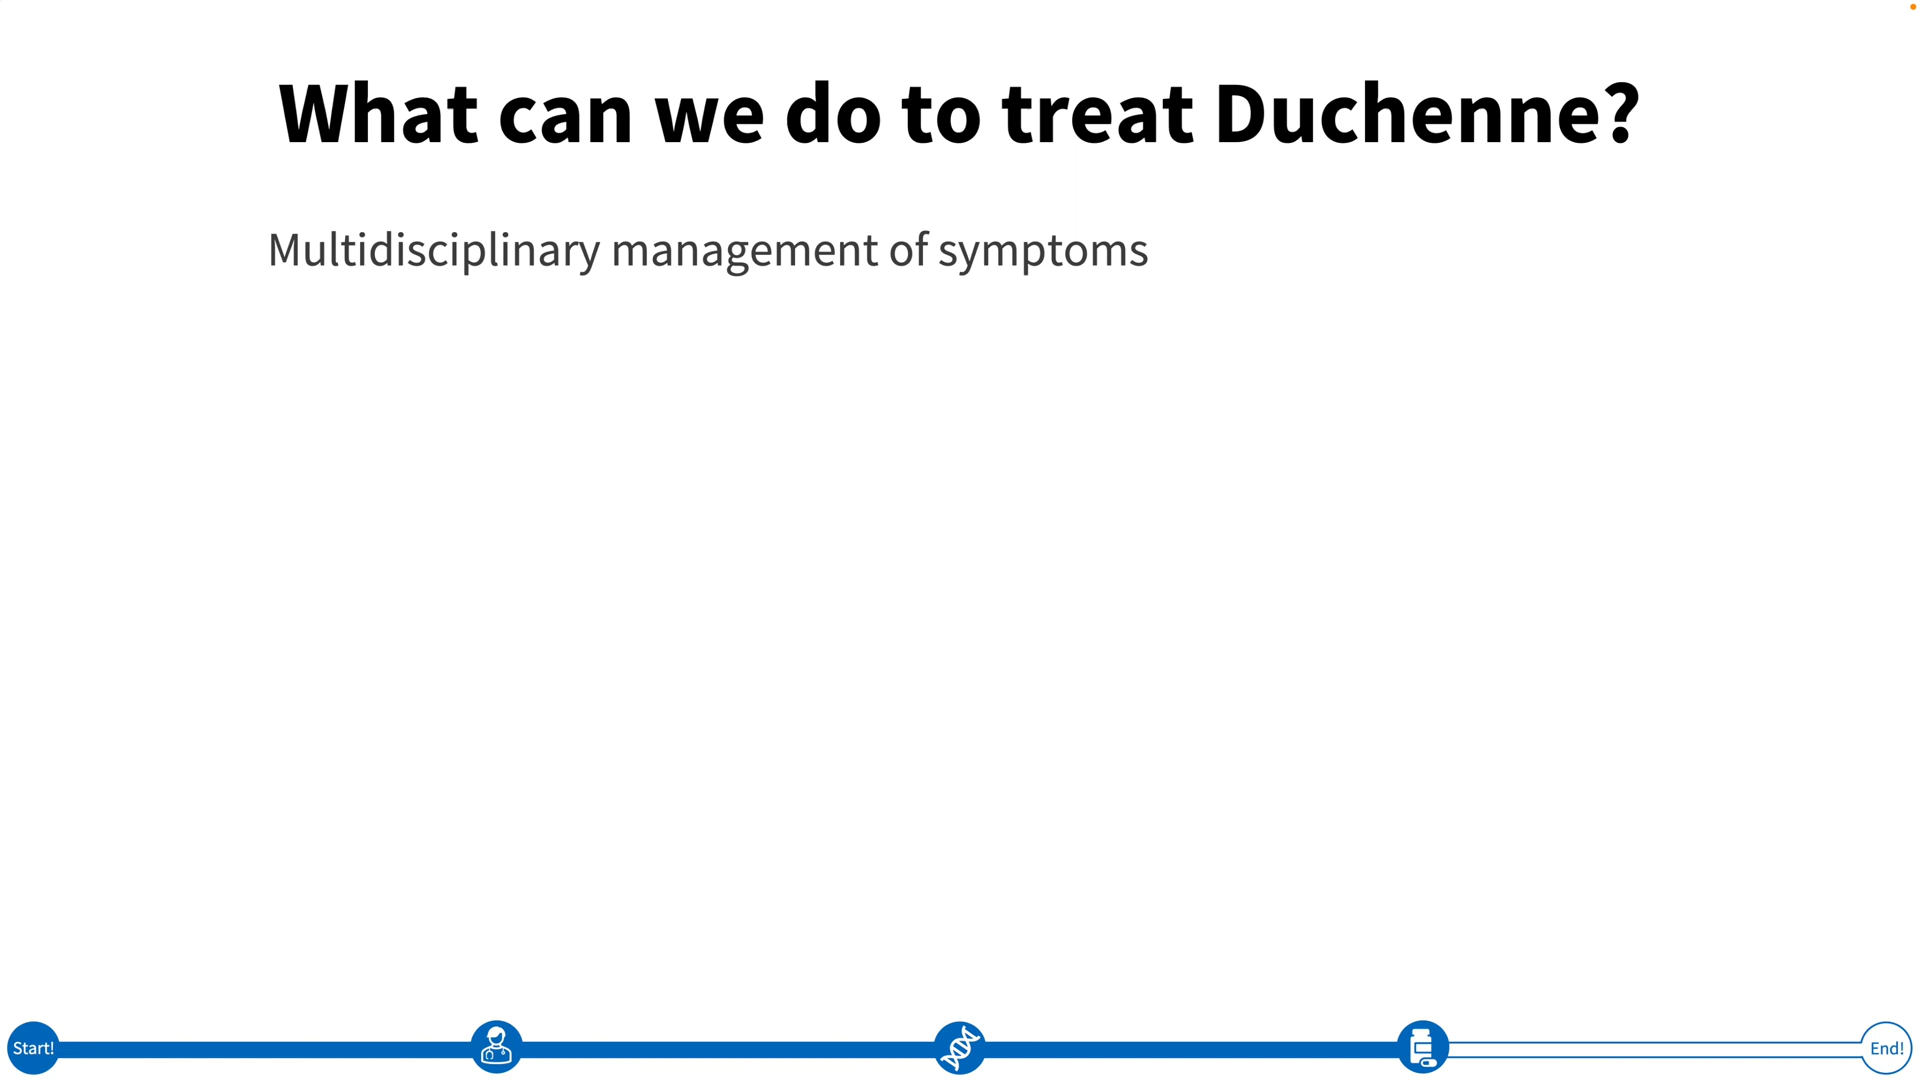 What can we do to treat Duchenne?
Multidisciplinary management of symptoms
Start!
End!